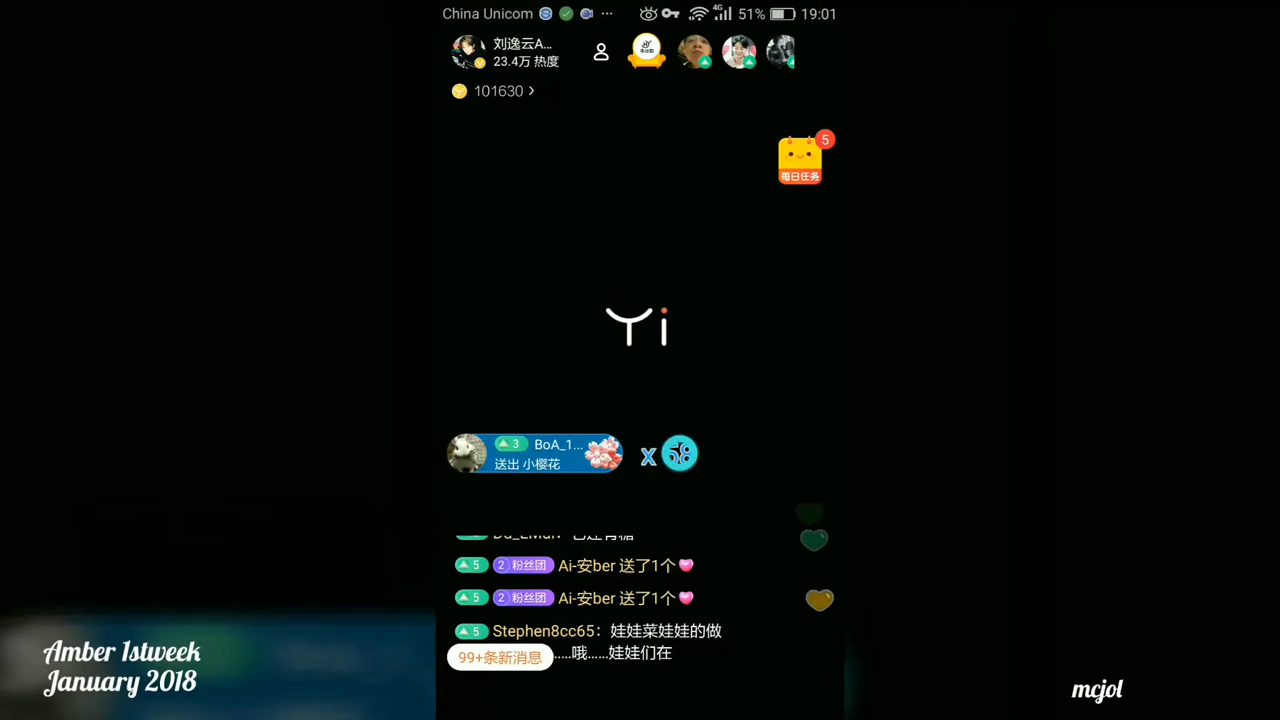 China Unicom
4G
51%
19:01
刘逸云A...
23.4万 热度
101630
5
每日任务
Yi
3 BoA_1...
送出 小樱花
X
5 2 粉丝团 Ai-安ber 送了1个
5 2 粉丝团 Ai-安ber 送了1个
5 Stephen8cc65：娃娃菜娃娃的做
......哦......娃娃们在
99+条新消息
Amber 1stweek
January 2018
mcjol